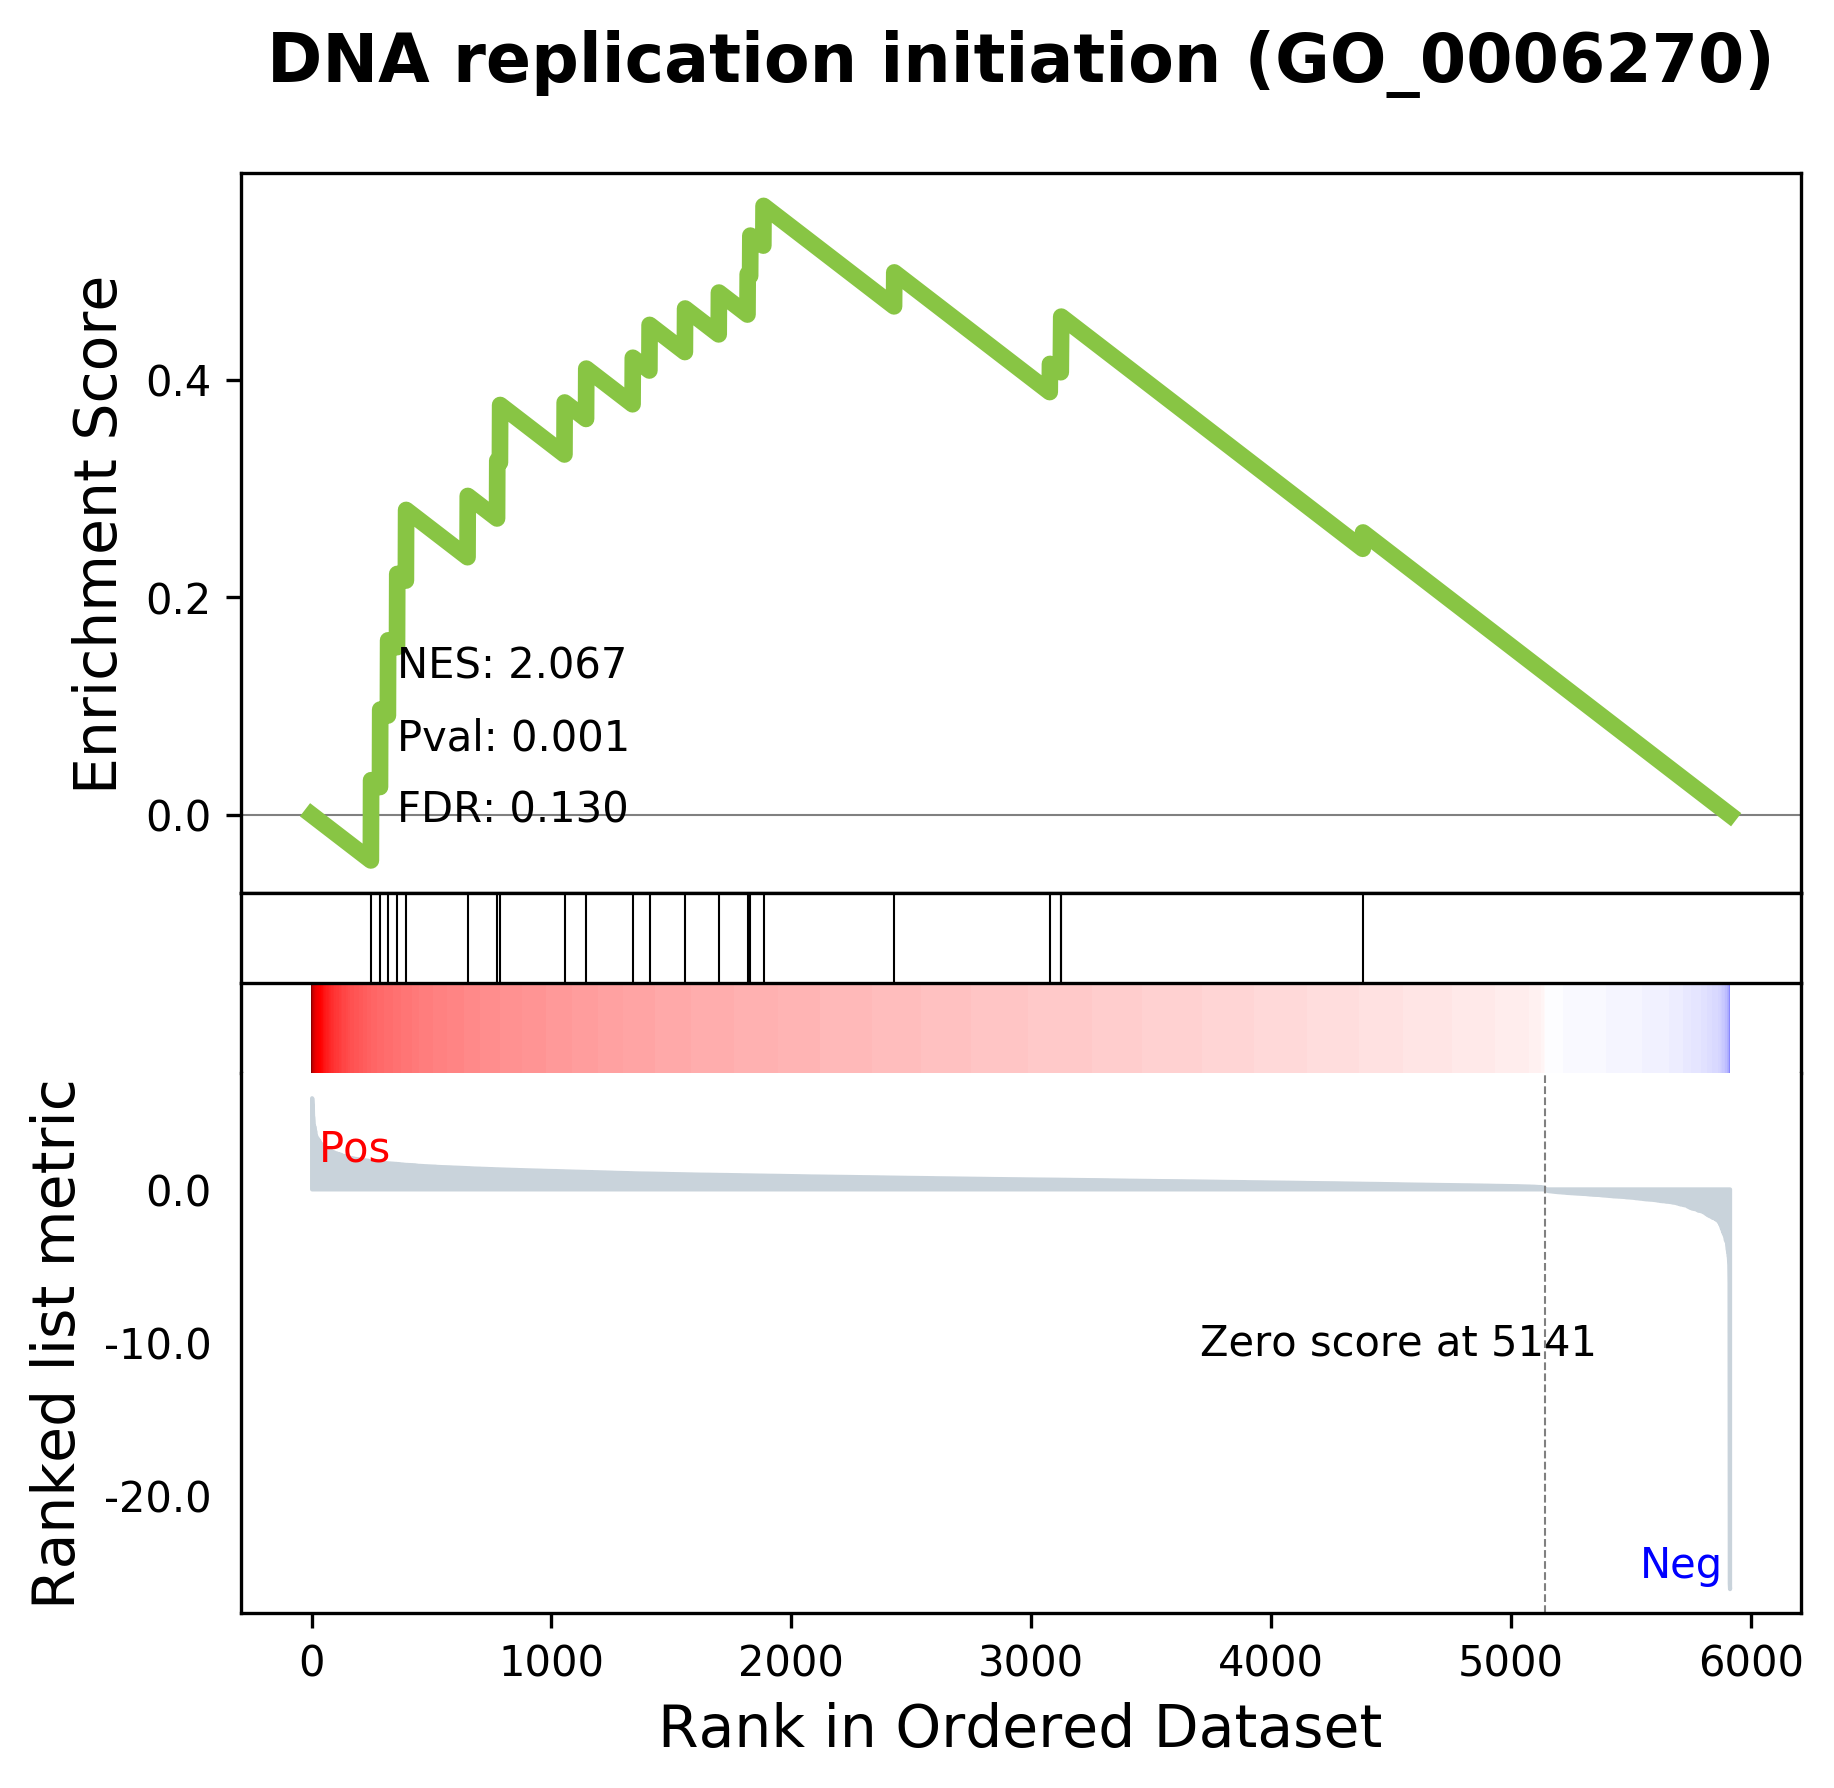 DNA replication initiation (GO_0006270)
Enrichment Score
0.4
0.2
0.0
NES: 2.067
Pval: 0.001
FDR: 0.130
Ranked list metric
Pos
0.0
-10.0
-20.0
Zero score at 5141
Neg
0 1000 2000 3000 4000 5000 6000
Rank in Ordered Dataset